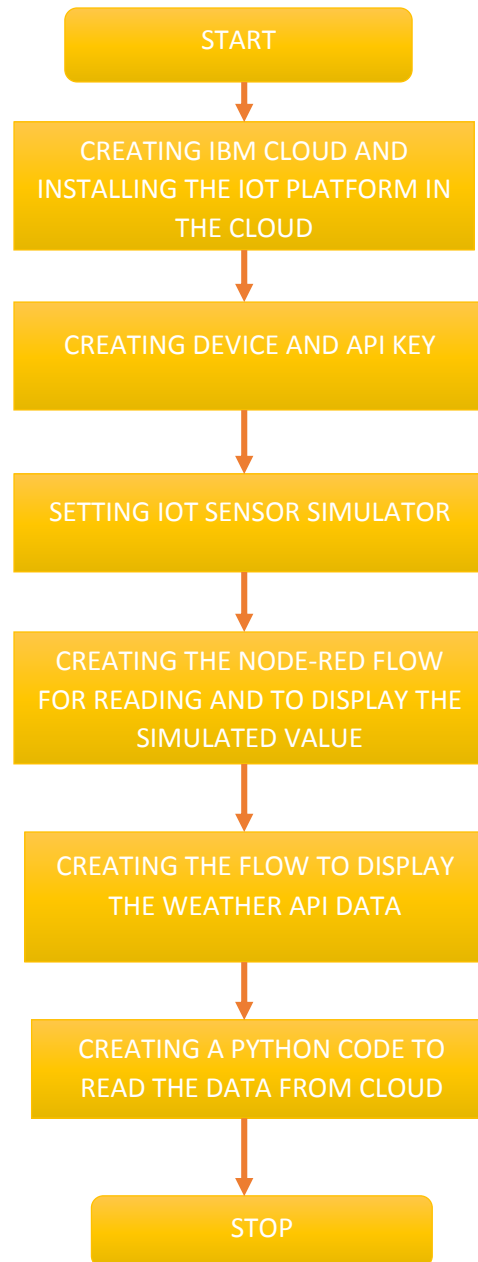 START
CREATING IBM CLOUD AND
INSTALLING THE IOT PLATFORM IN
THE CLOUD
CREATING DEVICE AND API KEY
SETTING IOT SENSOR SIMULATOR
CREATING THE NODE-RED FLOW
FOR READING AND TO DISPLAY THE
SIMULATED VALUE
CREATING THE FLOW TO DISPLAY
THE WEATHER API DATA
CREATING A PYTHON CODE TO
READ THE DATA FROM CLOUD
STOP